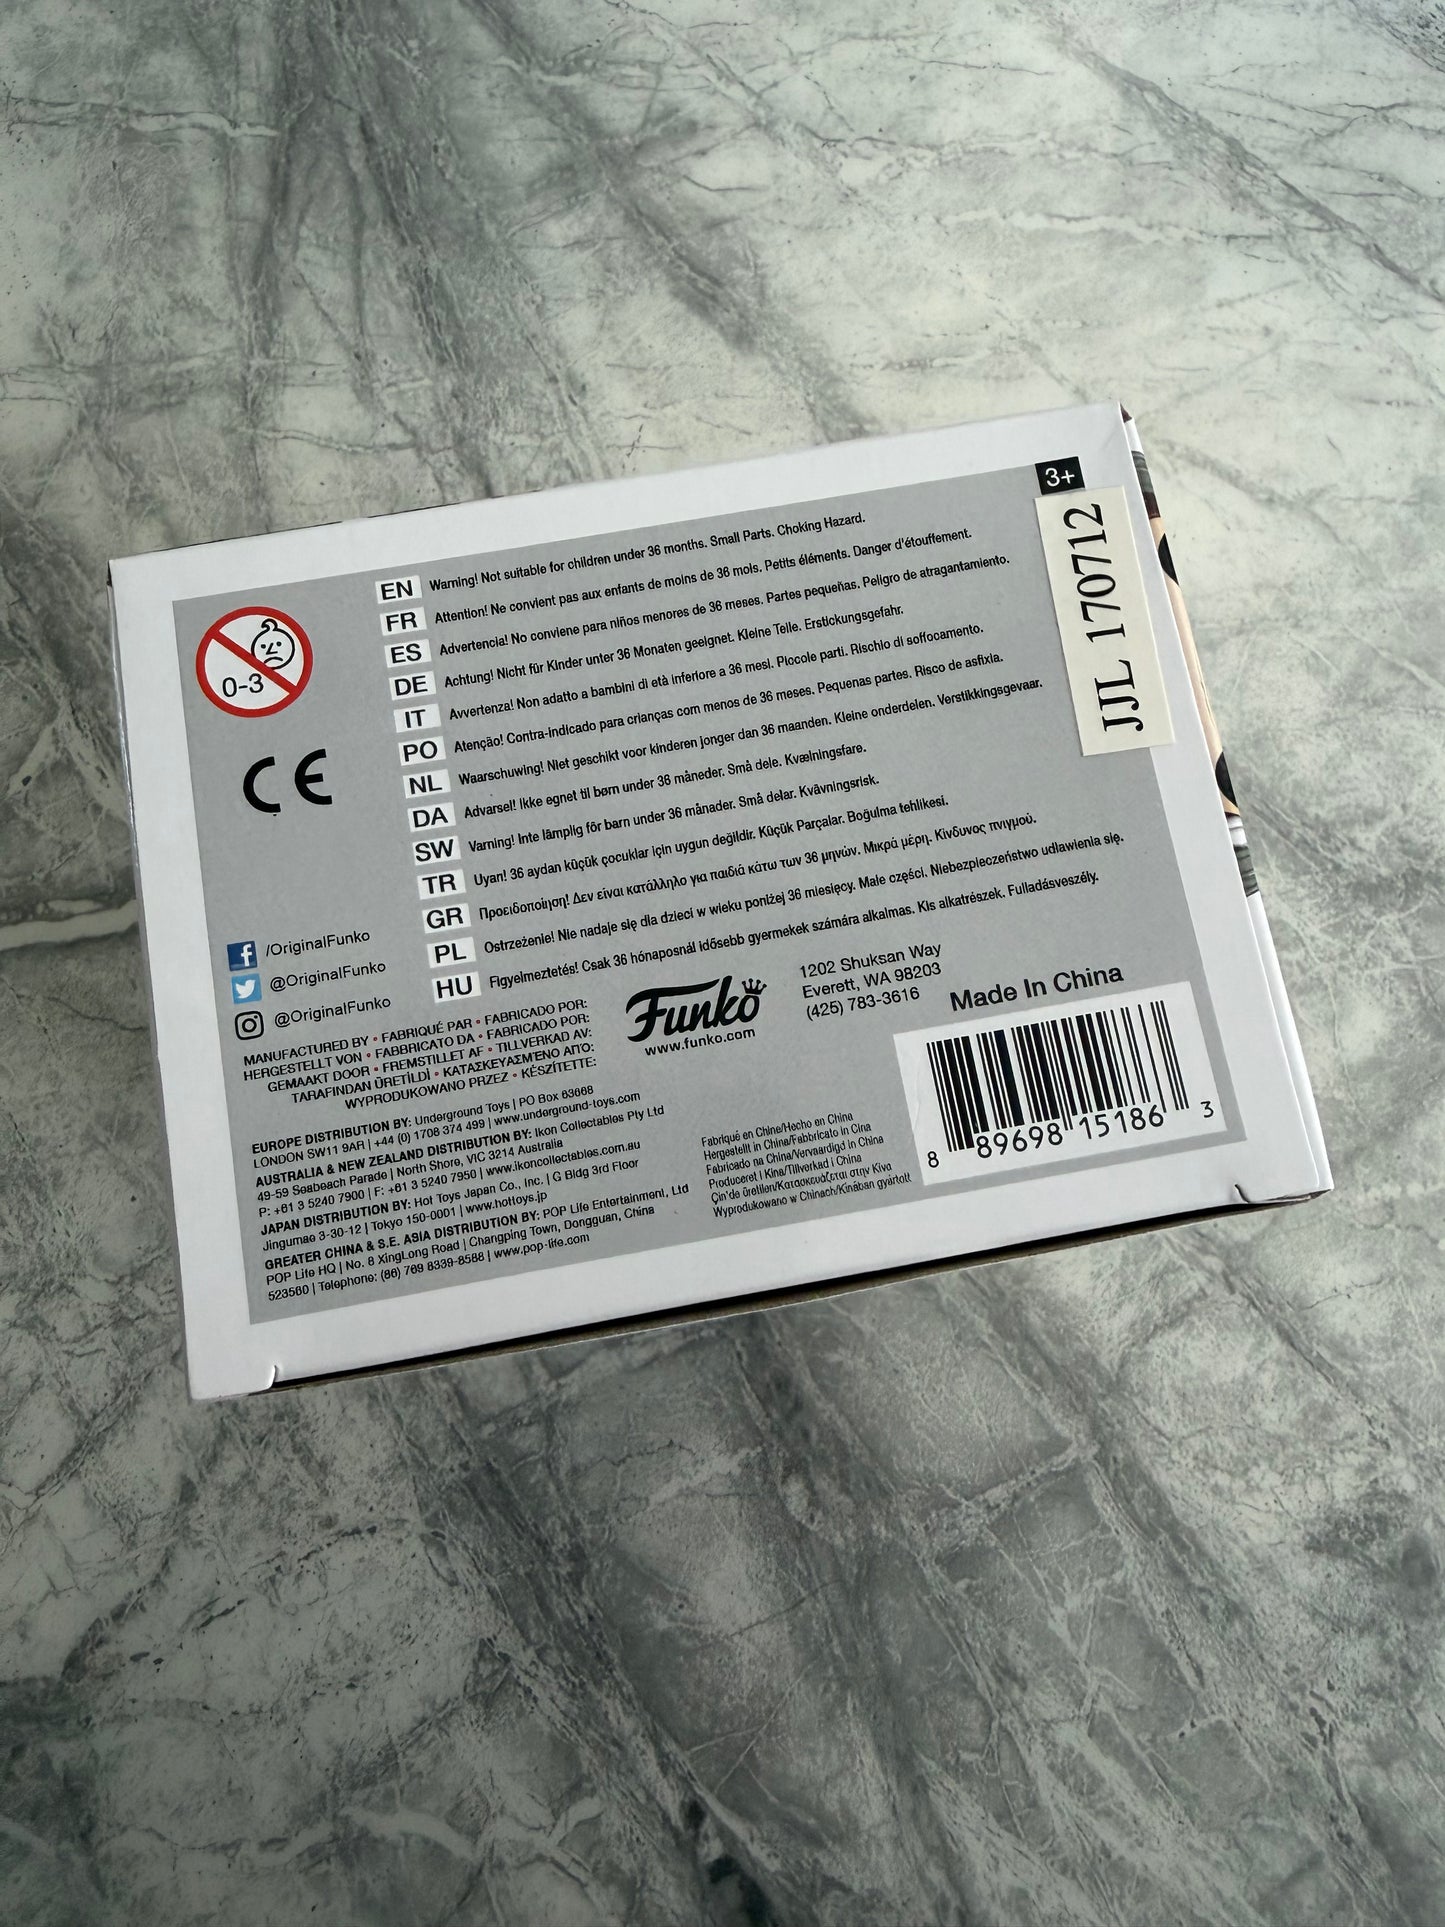 3+
JJL 170712
0-3
CE
EN Warning! Not suitable for children under 36 months. Small Parts. Choking Hazard.
FR Attention! Ne convient pas aux enfants de moins de 36 mois. Petits éléments. Danger d'étouffement.
ES Advertencia! No conviene para niños menores de 36 meses. Partes pequeñas. Peligro de atragantamiento.
DE Achtung! Nicht für Kinder unter 36 Monaten geeignet. Kleine Teile. Erstickungsgefahr.
IT Avvertenza! Non adatto a bambini di età inferiore a 36 mesi. Piccole parti. Rischio di soffocamento.
PO Atenção! Contra-indicado para crianças com menos de 36 meses. Pequenas partes. Risco de asfixia.
NL Waarschuwing! Niet geschikt voor kinderen jonger dan 36 maanden. Kleine onderdelen. Verstikkingsgevaar.
DA Advarsel! Ikke egnet til børn under 36 måneder. Små dele. Kvælningsfare.
SW Varning! Inte lämplig för barn under 36 månader. Små delar. Kvävningsrisk.
TR Uyarı! 36 aydan küçük çocuklar için uygun değildir. Küçük Parçalar. Boğulma tehlikesi.
GR Προειδοποίηση! Δεν είναι κατάλληλο για παιδιά κάτω των 36 μηνών. Μικρά μέρη. Κίνδυνος πνιγμού.
PL Ostrzeżenie! Nie nadaje się dla dzieci w wieku poniżej 36 miesięcy. Małe części. Niebezpieczeństwo udławienia się.
HU Figyelmeztetés! Csak 36 hónaposnál idősebb gyermekek számára alkalmas. Kis alkatrészek. Fulladásveszély.
/OriginalFunko
@OriginalFunko
@OriginalFunko
MANUFACTURED BY • FABRIQUÉ PAR • FABRICADO POR:
HERGESTELLT VON • FABBRICATO DA • FABRICADO POR:
GEMAAKT DOOR • FREMSTILLET AF • TILLVERKAD AV:
TARAFINDAN ÜRETİLDİ • ΚΑΤΑΣΚΕΥΑΣΜΈΝΟ ΑΠΌ:
WYPRODUKOWANO PRZEZ • KÉSZÍTETTE:
Funko
www.funko.com
1202 Shuksan Way
Everett, WA 98203
(425) 783-3616
Made In China
EUROPE DISTRIBUTION BY: Underground Toys | PO Box 63668
LONDON SW11 9AR | +44 (0) 1708 374 499 | www.underground-toys.com
AUSTRALIA & NEW ZEALAND DISTRIBUTION BY: Ikon Collectables Pty Ltd
49-59 Seabeach Parade | North Shore, VIC 3214 Australia
P: +61 3 5240 7900 | F: +61 3 5240 7950 | www.ikoncollectables.com.au
JAPAN DISTRIBUTION BY: Hot Toys Japan Co., Inc. | G Bldg 3rd Floor
Jingumae 3-30-12 | Tokyo 150-0001 | www.hottoys.jp
GREATER CHINA & S.E. ASIA DISTRIBUTION BY: POP Life Entertainment, Ltd
POP Life HQ | No. 8 XingLong Road | Changping Town, Dongguan, China
523560 | Telephone: (86) 769 8339-8588 | www.pop-life.com
Fabriqué en Chine/Hecho en China
Hergestellt in China/Fabbricato in Cina
Fabricado na China/Vervaardigd in China
Produceret i Kina/Tillverkad i China
Çin'de üretilen/Κατασκευάζεται στην Κίνα
Wyprodukowano w Chinach/Kínában gyártott
8 89698 15186 3